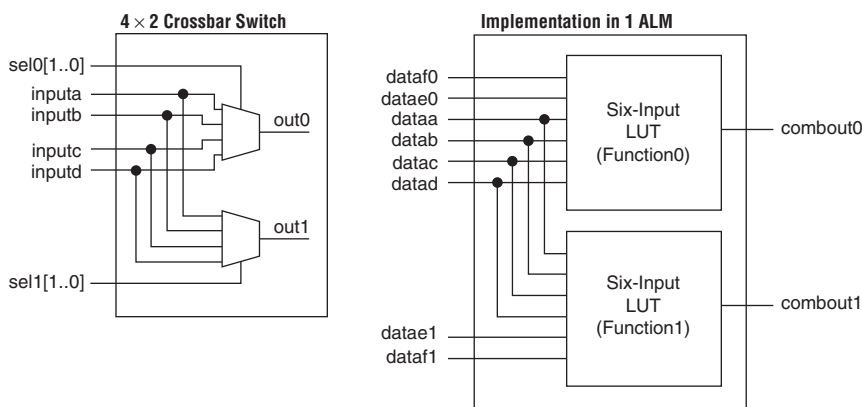 4 × 2 Crossbar Switch
sel0[1..0]
inputa
inputb
inputc
inputd
out0
out1
sel1[1..0]
Implementation in 1 ALM
dataf0
datae0
dataa
datab
datac
datad
Six-Input
LUT
(Function0)
combout0
Six-Input
LUT
(Function1)
combout1
datae1
dataf1